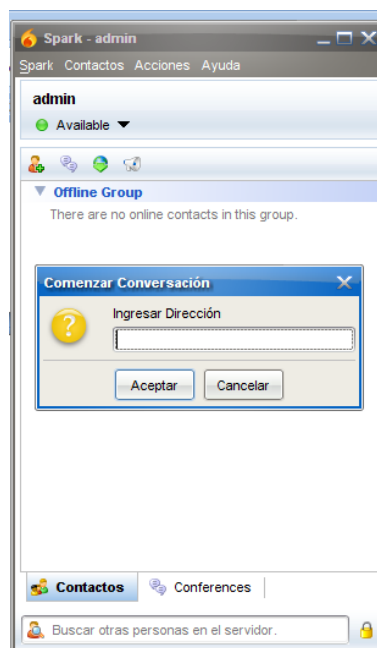 Spark - admin
Spark Contactos Acciones Ayuda
admin
Available
Offline Group
There are no online contacts in this group.
Comenzar Conversación
Ingresar Dirección
Aceptar Cancelar
Contactos Conferences
Buscar otras personas en el servidor.